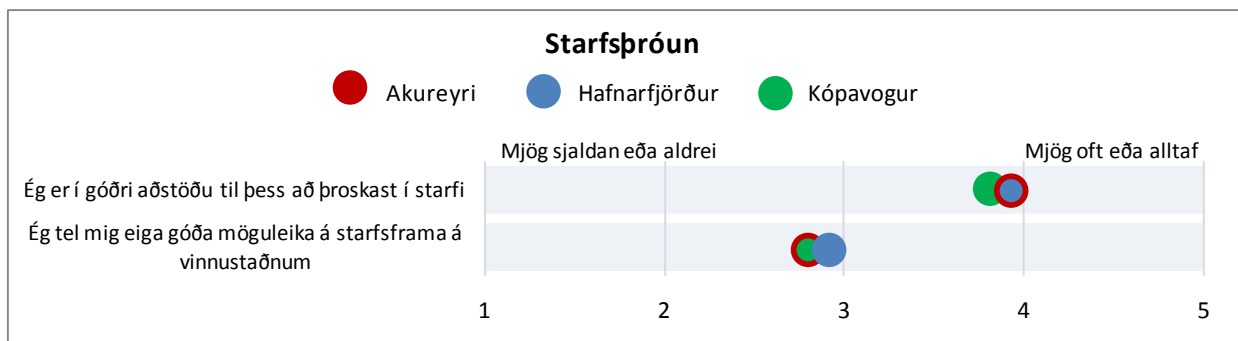 Starfsþróun
Akureyri
Hafnarfjörður
Kópavogur
Mjög sjaldan eða aldrei
Mjög oft eða alltaf
Ég er í góðri aðstöðu til þess að þroskast í starfi
Ég tel mig eiga góða möguleika á starfsframa á
vinnustaðnum
1 2 3 4 5